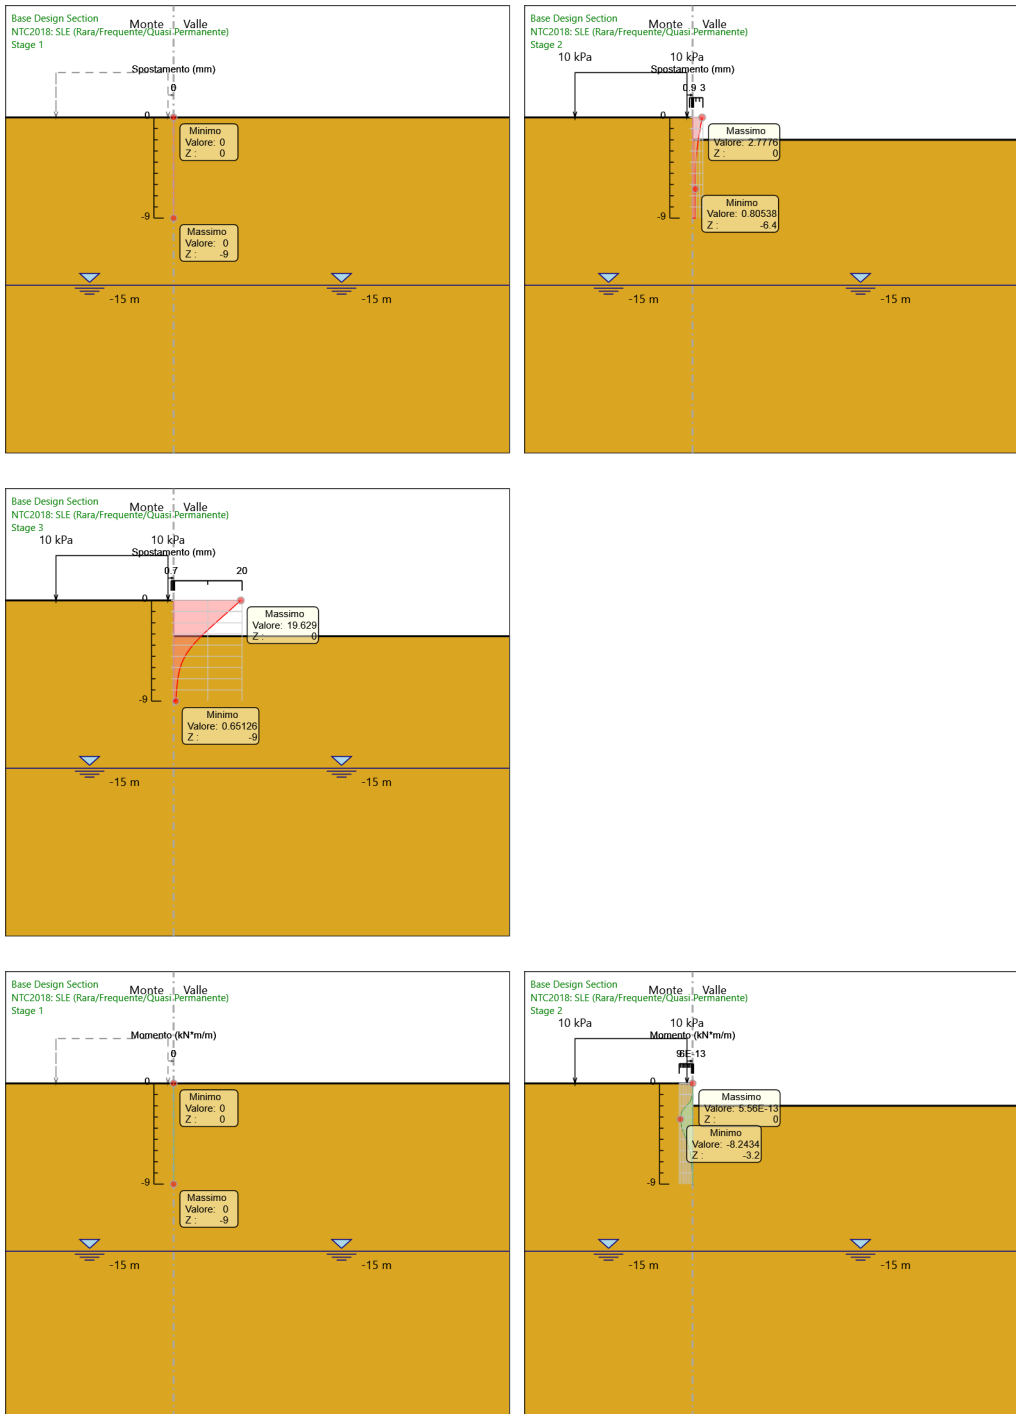 Base Design Section
NTC2018: SLE (Rara/Frequente/Quasi Permanente)
Stage 1
Monte Valle
Spostamento (mm)
0
0
Minimo
Valore: 0
Z : 0
-9
Massimo
Valore: 0
Z : -9
-15 m
-15 m
Base Design Section
NTC2018: SLE (Rara/Frequente/Quasi Permanente)
Stage 2
Monte Valle
10 kPa 10 kPa
Spostamento (mm)
0.9 3
0
Massimo
Valore: 2.7776
Z : 0
Minimo
Valore: 0.80538
Z : -6.4
-9
-15 m
-15 m
Base Design Section
NTC2018: SLE (Rara/Frequente/Quasi Permanente)
Stage 3
Monte Valle
10 kPa 10 kPa
Spostamento (mm)
0.7 20
0
Massimo
Valore: 19.629
Z : 0
-9
Minimo
Valore: 0.65126
Z : -9
-15 m
-15 m
Base Design Section
NTC2018: SLE (Rara/Frequente/Quasi Permanente)
Stage 1
Monte Valle
Momento (kN*m/m)
0
0
Minimo
Valore: 0
Z : 0
-9
Massimo
Valore: 0
Z : -9
-15 m
-15 m
Base Design Section
NTC2018: SLE (Rara/Frequente/Quasi Permanente)
Stage 2
Monte Valle
10 kPa 10 kPa
Momento (kN*m/m)
0
Massimo
Valore: 5.56E-13
Z : 0
Minimo
Valore: -8.2434
Z : -3.2
-9
-15 m
-15 m